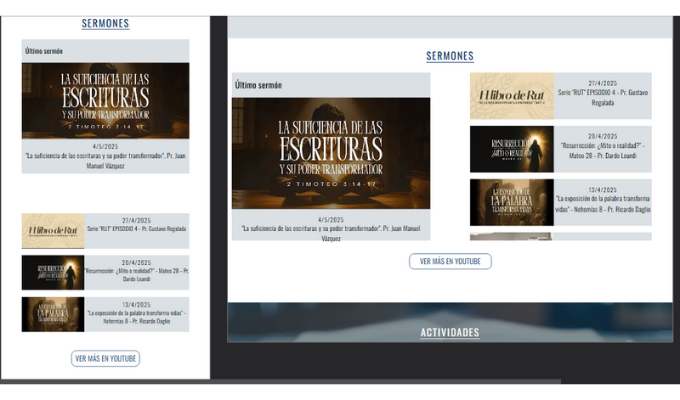 SERMONES
Último sermón
LA SUFICIENCIA DE LAS
ESCRITURAS
Y SU PODER TRANSFORMADOR
2 TIMOTEO 3:14-17
4/5/2025
"La suficiencia de las escrituras y su poder transformador". Pr. Juan
Manuel Vázquez
El libro de Rut
27/4/2025
Serie "RUT" EPISODIO 4 - Pr. Gustavo Regalada
RESURRECCIÓN
¿MITO O REALIDAD?
20/4/2025
"Resurrección: ¿Mito o realidad?" - Mateo 28 - Pr.
Dardo Leandi
LA EXPOSICIÓN DE
LA PALABRA
TRANSFORMA VIDAS
13/4/2025
"La exposición de la palabra transforma vidas" -
Nehemías 8 - Pr. Ricardo Daglio
VER MÁS EN YOUTUBE
SERMONES
Último sermón
LA SUFICIENCIA DE LAS
ESCRITURAS
Y SU PODER TRANSFORMADOR
2 TIMOTEO 3:14-17
4/5/2025
"La suficiencia de las escrituras y su poder transformador". Pr. Juan Manuel
Vázquez
El libro de Rut
27/4/2025
Serie "RUT" EPISODIO 4 - Pr. Gustavo
Regalada
RESURRECCIÓN
¿MITO O REALIDAD?
20/4/2025
"Resurrección: ¿Mito o realidad?" -
Mateo 28 - Pr. Dardo Leandi
LA EXPOSICIÓN DE
LA PALABRA
TRANSFORMA VIDAS
13/4/2025
"La exposición de la palabra transforma
vidas" - Nehemías 8 - Pr. Ricardo Daglio
VER MÁS EN YOUTUBE
ACTIVIDADES